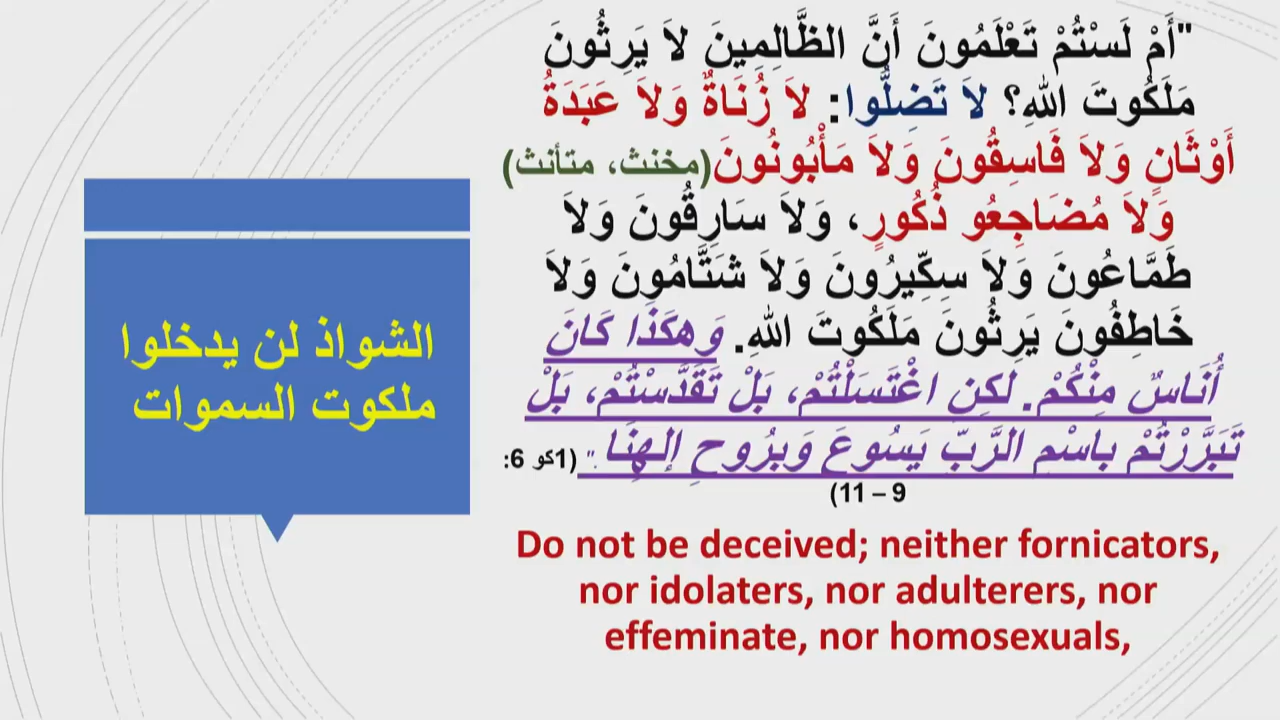 الشواذ لن يدخلوا
ملكوت السموات
"أَمْ لَسْتُمْ تَعْلَمُونَ أَنَّ الظَّالِمِينَ لاَ يَرِثُونَ
مَلَكُوتَ اللهِ؟ لاَ تَضِلُّوا: لاَ زُنَاةٌ وَلاَ عَبَدَةُ
أَوْثَانٍ وَلاَ فَاسِقُونَ وَلاَ مَأْبُونُونَ(مخنث، متأنث)
وَلاَ مُضَاجِعُو ذُكُورٍ، وَلاَ سَارِقُونَ وَلاَ
طَمَّاعُونَ وَلاَ سِكِّيرُونَ وَلاَ شَتَّامُونَ وَلاَ
خَاطِفُونَ يَرِثُونَ مَلَكُوتَ اللهِ. وَهكَذَا كَانَ
أُنَاسٌ مِنْكُمْ. لكِنِ اغْتَسَلْتُمْ، بَلْ تَقَدَّسْتُمْ، بَلْ
تَبَرَّرْتُمْ بِاسْمِ الرَّبِّ يَسُوعَ وَبِرُوحِ إِلهِنَا." (1كو 6:
9 – 11)
Do not be deceived; neither fornicators,
nor idolaters, nor adulterers, nor
effeminate, nor homosexuals,